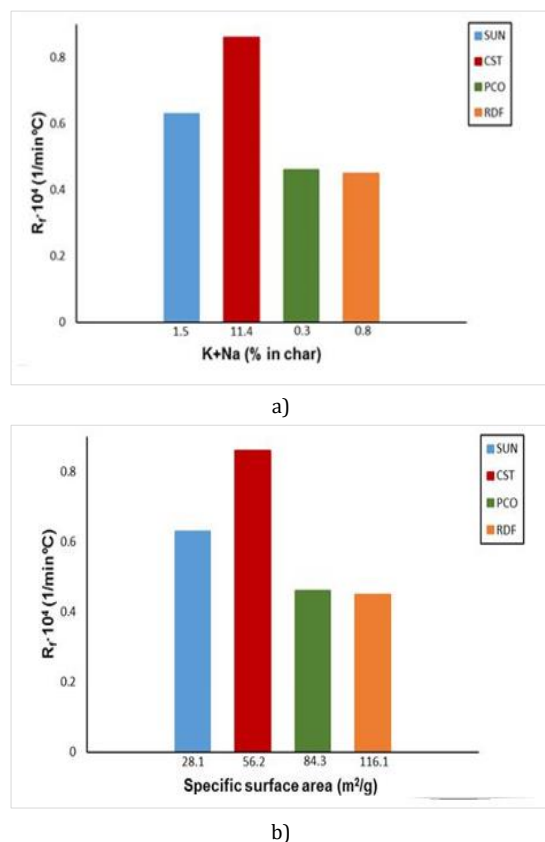 0.8
0.6
0.4
0.2
0
R_f·10⁴ (1/min°C)
SUN
CST
PCO
RDF
1.5 11.4 0.3 0.8
K+Na (% in char)
a)
0.8
0.6
0.4
0.2
0
R_f·10⁴ (1/min°C)
SUN
CST
PCO
RDF
28.1 56.2 84.3 116.1
Specific surface area (m²/g)
b)